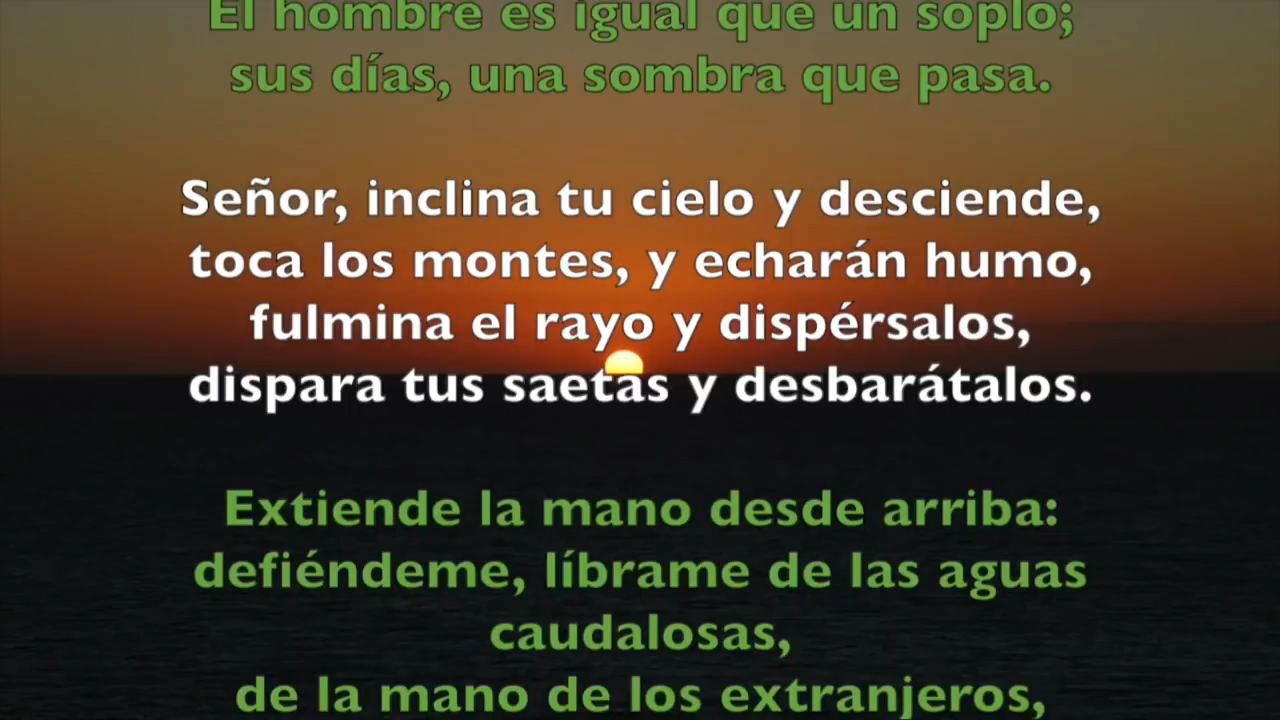 El hombre es igual que un soplo;
sus días, una sombra que pasa.
Señor, inclina tu cielo y desciende,
toca los montes, y echarán humo,
fulmina el rayo y dispérsalos,
dispara tus saetas y desbarátalos.
Extiende la mano desde arriba:
defiéndeme, líbrame de las aguas
caudalosas,
de la mano de los extranjeros,